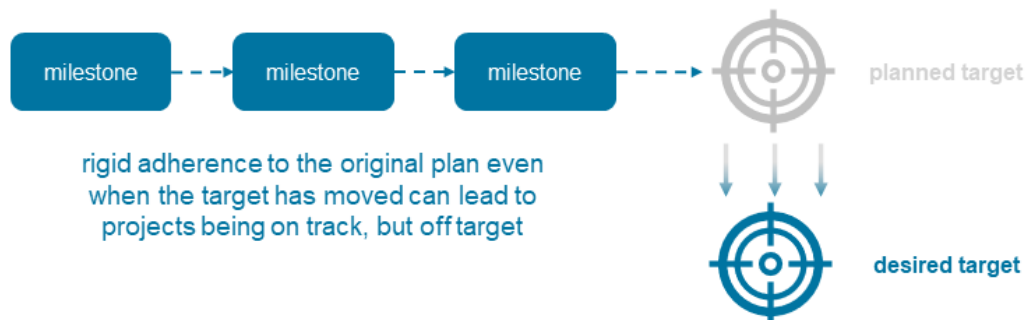 milestone
milestone
milestone
planned target
rigid adherence to the original plan even
when the target has moved can lead to
projects being on track, but off target
desired target